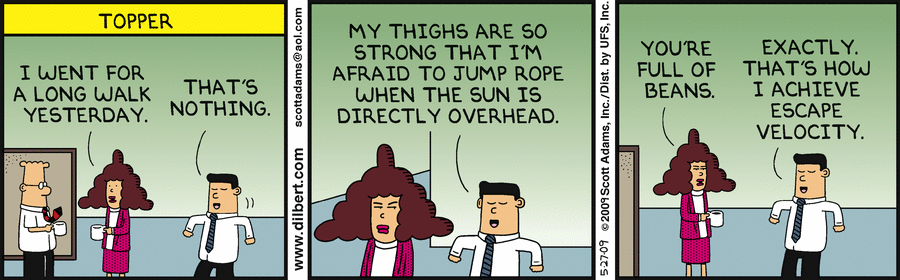 TOPPER
I WENT FOR
A LONG WALK
YESTERDAY.
THAT'S
NOTHING.
www.dilbert.com
scottadams@aol.com
MY THIGHS ARE SO
STRONG THAT I'M
AFRAID TO JUMP ROPE
WHEN THE SUN IS
DIRECTLY OVERHEAD.
5-27-09 © 2009 Scott Adams, Inc./Dist. by UFS, Inc.
YOU'RE
FULL OF
BEANS.
EXACTLY.
THAT'S HOW
I ACHIEVE
ESCAPE
VELOCITY.